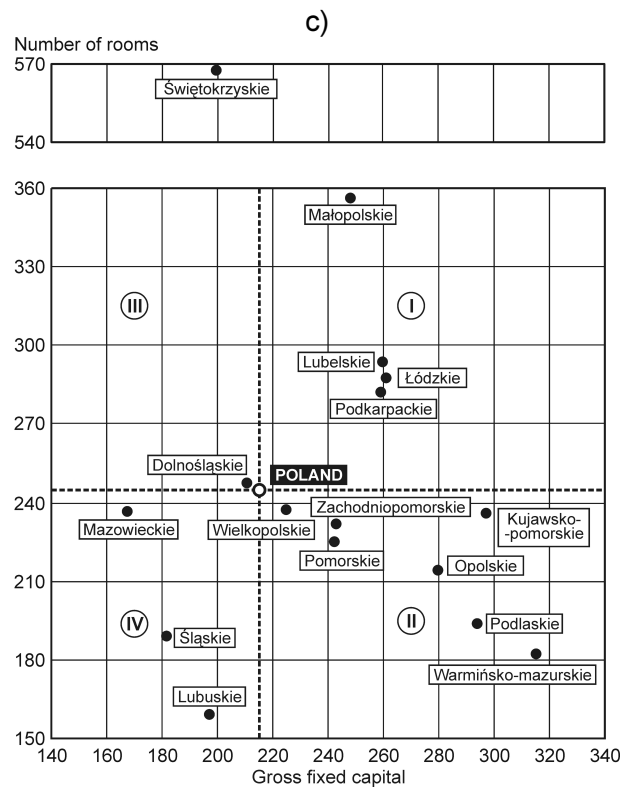 c)
Number of rooms
570
Świętokrzyskie
540
360
Małopolskie
330
III
I
300
Lubelskie
Łódzkie
Podkarpackie
270
Dolnośląskie
POLAND
240
Zachodniopomorskie
Mazowieckie
Wielkopolskie
Kujawsko-
-pomorskie
Pomorskie
Opolskie
210
IV
II
Śląskie
Podlaskie
180
Warmińsko-mazurskie
Lubuskie
150
140 160 180 200 220 240 260 280 300 320 340
Gross fixed capital